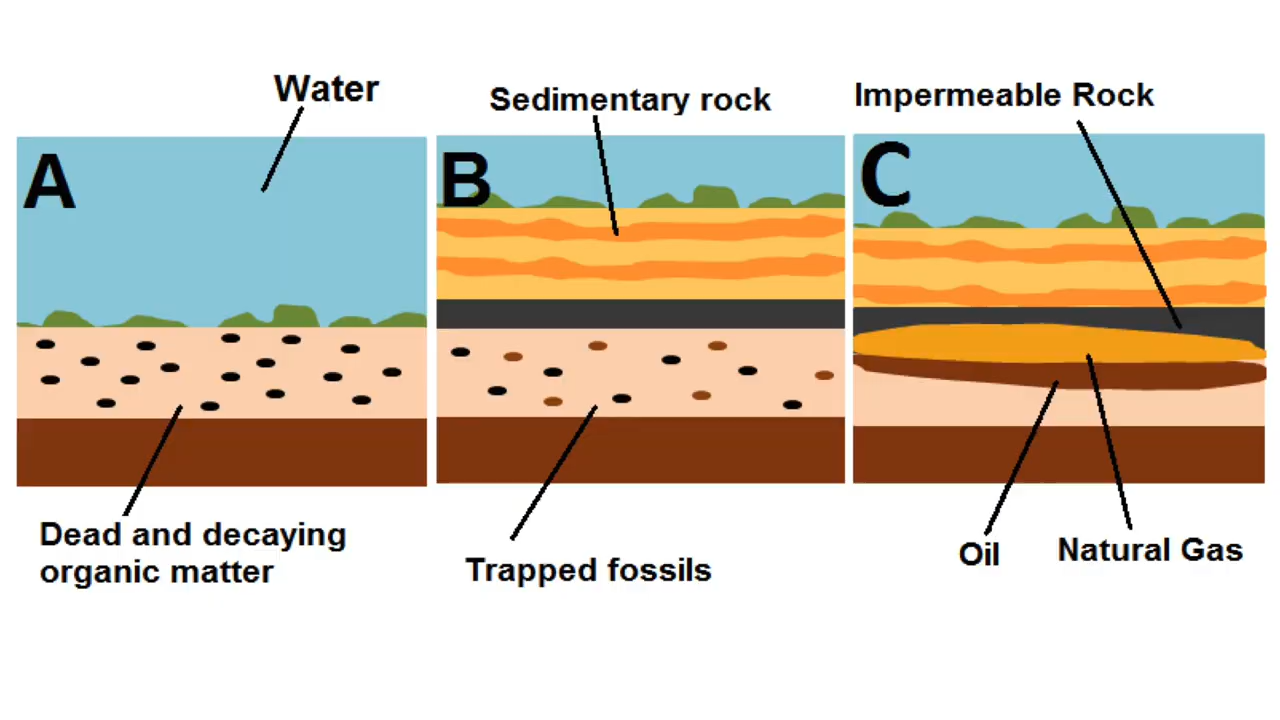 Water
Sedimentary rock
Impermeable Rock
A
B
C
Dead and decaying
organic matter
Trapped fossils
Oil
Natural Gas